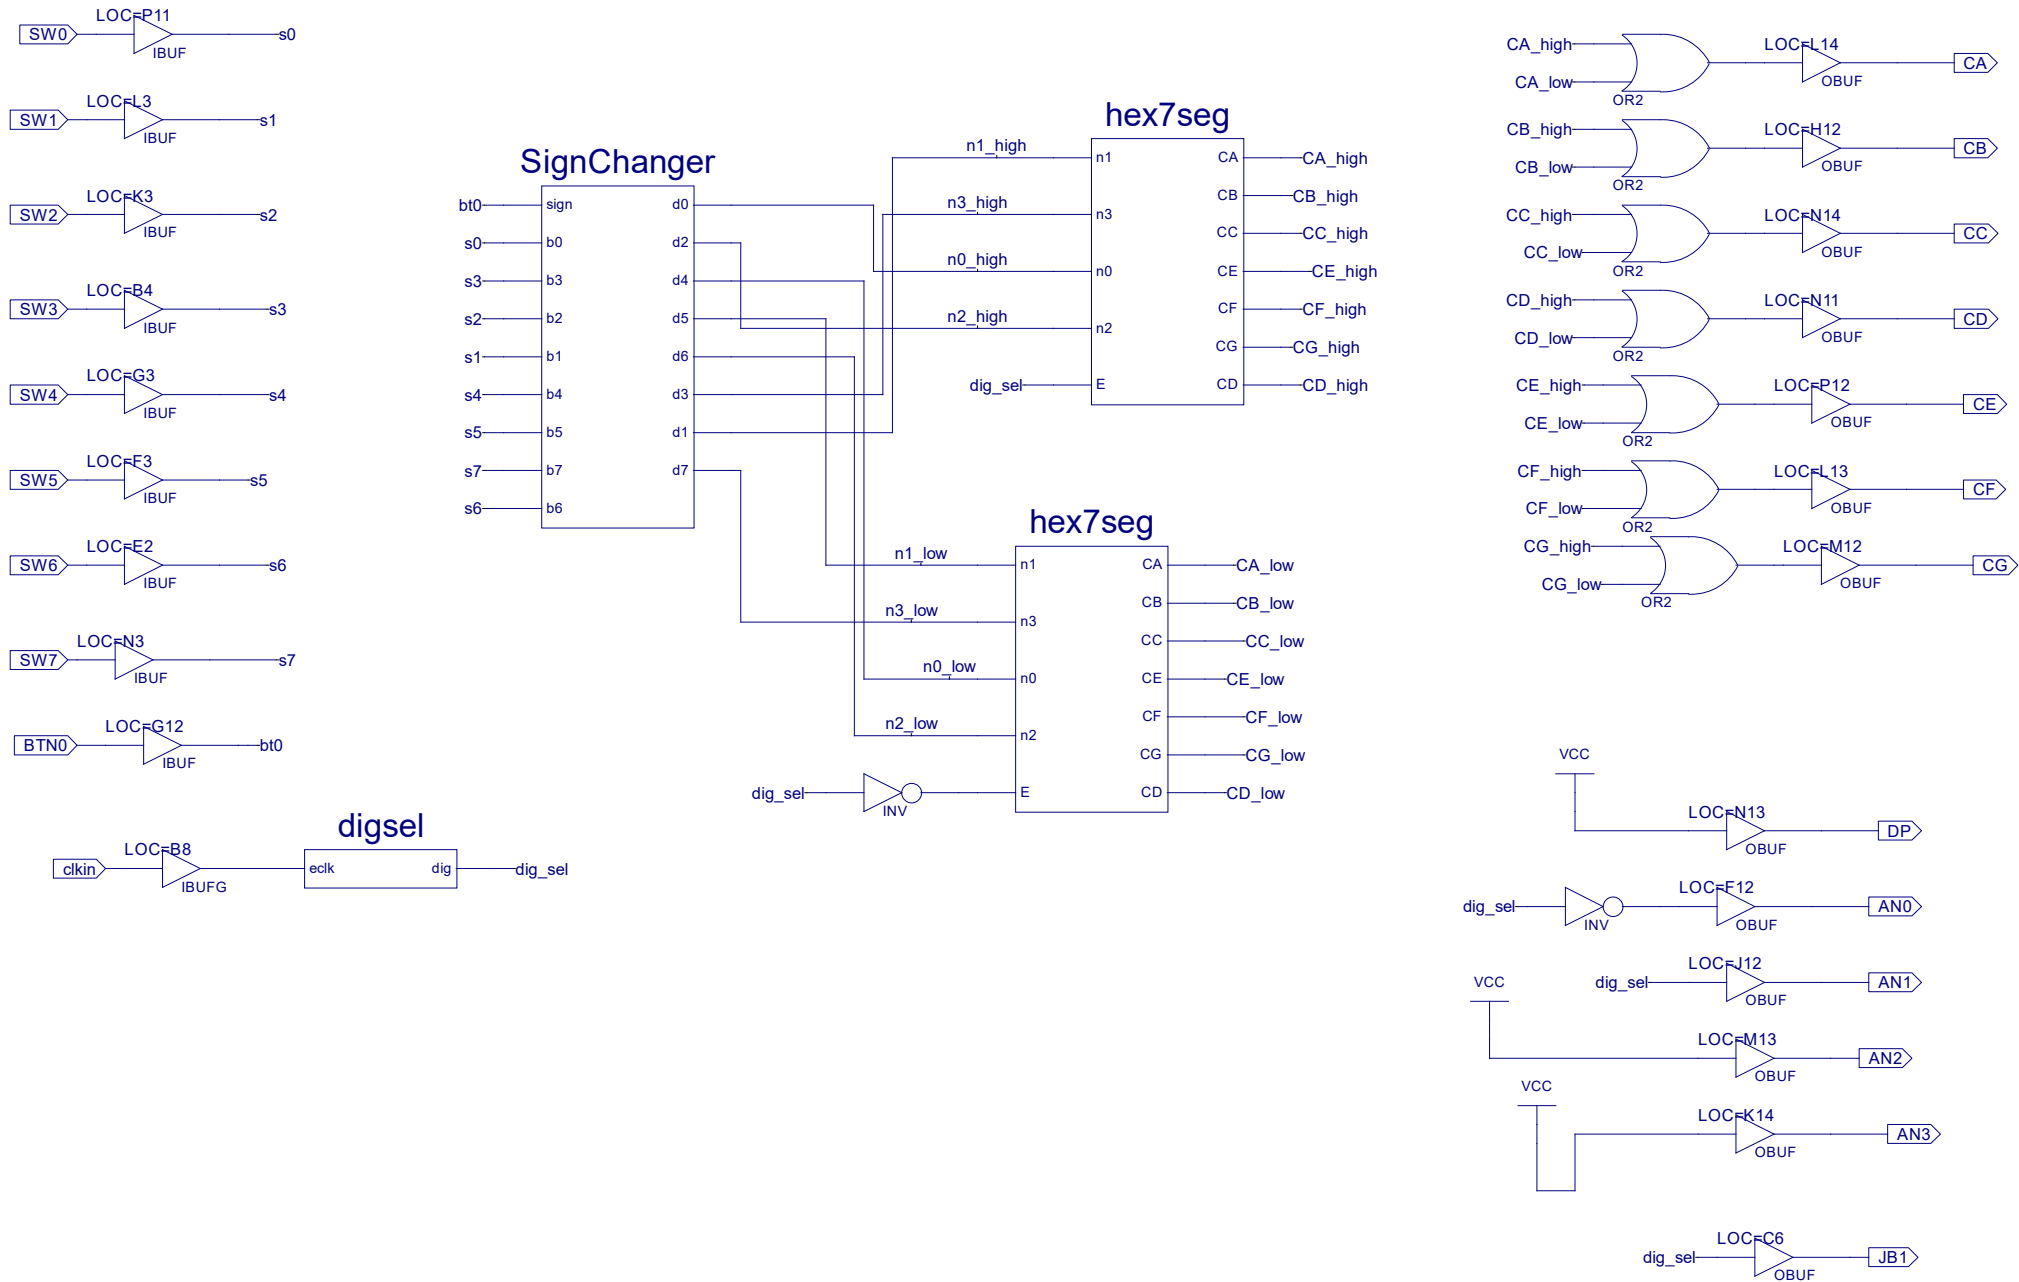 LOC=P11
SW0
IBUF
s0
LOC=L3
SW1
IBUF
s1
LOC=K3
SW2
IBUF
s2
LOC=B4
SW3
IBUF
s3
LOC=G3
SW4
IBUF
s4
LOC=F3
SW5
IBUF
s5
LOC=E2
SW6
IBUF
s6
LOC=N3
SW7
IBUF
s7
LOC=G12
BTN0
IBUF
bt0
LOC=B8
clkin
IBUFG
digsel
eclk
dig
dig_sel
SignChanger
bt0
sign
d0
s0
b0
d2
s3
b3
d4
s2
b2
d5
s1
b1
d6
s4
b4
d3
s5
b5
d1
s7
b7
d7
s6
b6
hex7seg
n1_high
n1
CA
CA_high
CB
CB_high
n3_high
n3
CC
CC_high
n0_high
n0
CE
CE_high
CF
CF_high
n2_high
n2
CG
CG_high
dig_sel
E
CD
CD_high
hex7seg
n1_low
n1
CA
CA_low
CB
CB_low
n3_low
n3
CC
CC_low
n0_low
n0
CE
CE_low
CF
CF_low
n2_low
n2
CG
CG_low
dig_sel
INV
E
CD
CD_low
CA_high
CA_low
OR2
LOC=L14
OBUF
CA
CB_high
CB_low
OR2
LOC=H12
OBUF
CB
CC_high
CC_low
OR2
LOC=N14
OBUF
CC
CD_high
CD_low
OR2
LOC=N11
OBUF
CD
CE_high
CE_low
OR2
LOC=P12
OBUF
CE
CF_high
CF_low
OR2
LOC=L13
OBUF
CF
CG_high
CG_low
OR2
LOC=M12
OBUF
CG
VCC
LOC=N13
OBUF
DP
dig_sel
INV
LOC=F12
OBUF
AN0
dig_sel
LOC=J12
OBUF
AN1
VCC
LOC=M13
OBUF
AN2
VCC
LOC=K14
OBUF
AN3
dig_sel
LOC=C6
OBUF
JB1